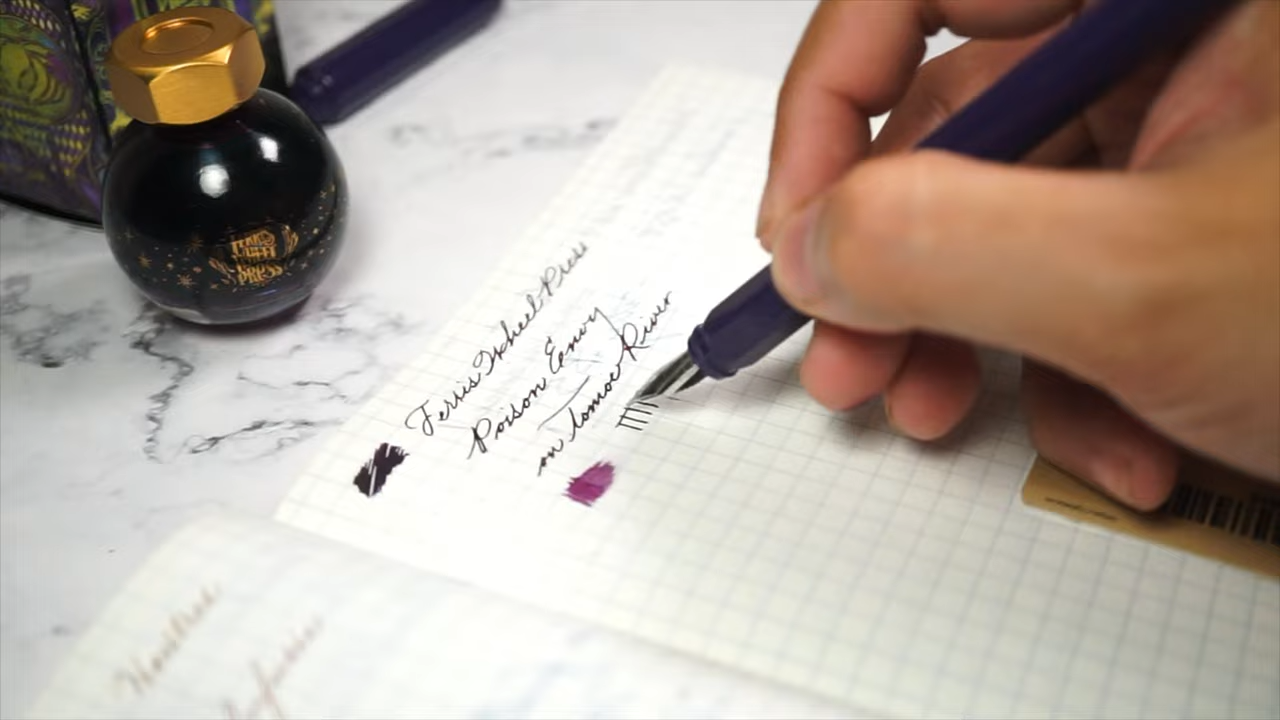 FERRIS
WHEEL
PRESS
Ferris Wheel Press
Poison Envy
on Tomoe River